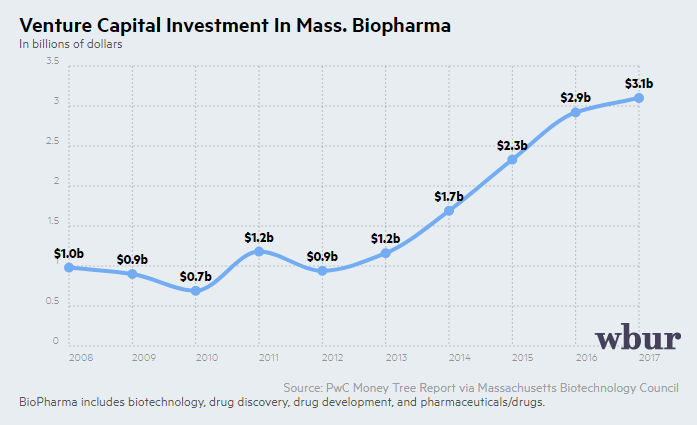 Venture Capital Investment In Mass. Biopharma
In billions of dollars
3.5
3
2.5
2
1.5
1
0.5
0
$1.0b
$0.9b
$0.7b
$1.2b
$0.9b
$1.2b
$1.7b
$2.3b
$2.9b
$3.1b
2008 2009 2010 2011 2012 2013 2014 2015 2016 2017
wbur
Source: PwC Money Tree Report via Massachusetts Biotechnology Council
BioPharma includes biotechnology, drug discovery, drug development, and pharmaceuticals/drugs.